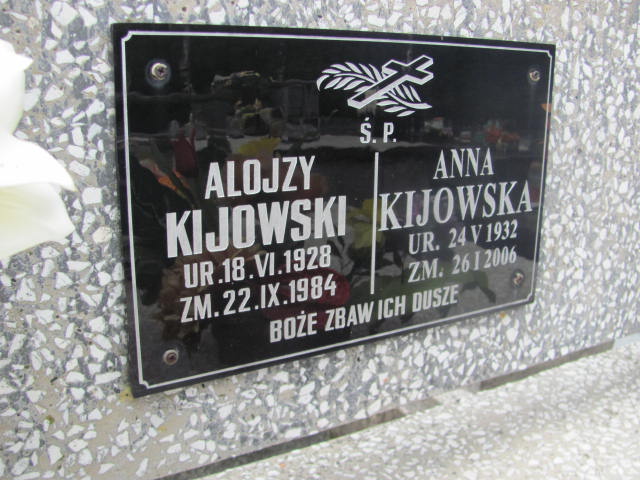 Ś. P.
ALOJZY
KIJOWSKI
UR. 18. VI. 1928
ZM. 22. IX. 1984
ANNA
KIJOWSKA
UR. 24 V 1932
ZM. 26 I 2006
BOŻE ZBAW ICH DUSZE